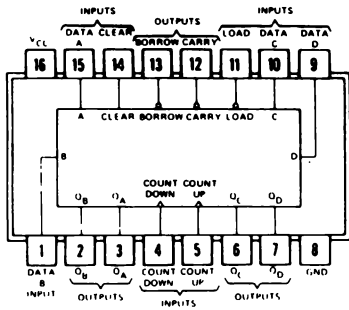 INPUTS OUTPUTS INPUTS
DATA CLEAR BORROW CARRY LOAD DATA DATA
A C D
VCL
16 15 14 13 12 11 10 9
A CLEAR BORROW CARRY LOAD C
B D
COUNT COUNT
DOWN UP
QB QA QC QD
1 2 3 4 5 6 7 8
DATA QB QA COUNT COUNT QC QD GND
B DOWN UP
INPUT OUTPUTS INPUTS OUTPUTS